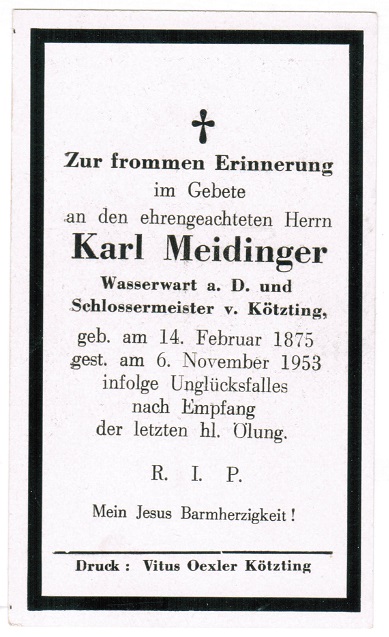 Zur frommen Erinnerung
im Gebete
an den ehrengeachteten Herrn
Karl Meidinger
Wasserwart a. D. und
Schlossermeister v. Kötzting,
geb. am 14. Februar 1875
gest. am 6. November 1953
infolge Unglücksfalles
nach Empfang
der letzten hl. Ölung.
R. I. P.
Mein Jesus Barmherzigkeit !
Druck : Vitus Oexler Kötzting